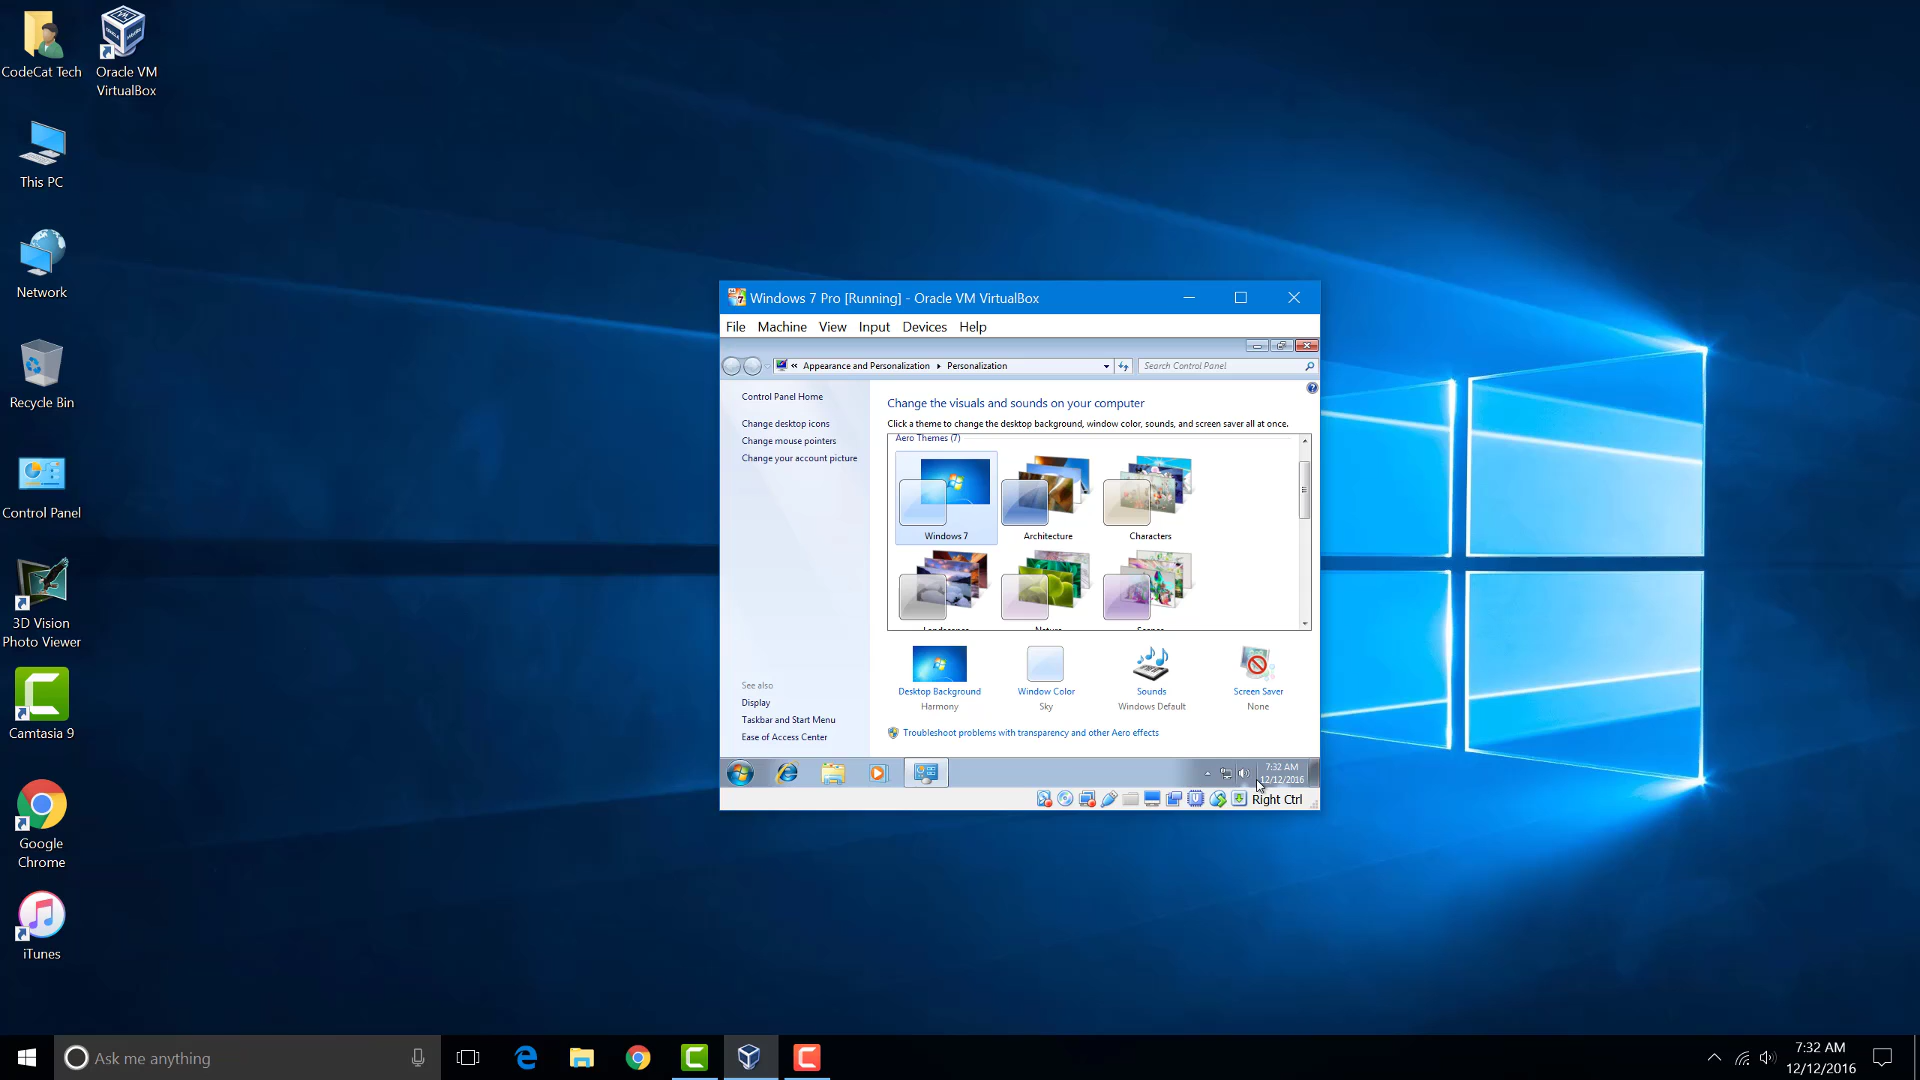 CodeCat Tech
Oracle VM
VirtualBox
This PC
Network
Recycle Bin
Control Panel
3D Vision
Photo Viewer
Camtasia 9
Google
Chrome
iTunes
Windows 7 Pro [Running] - Oracle VM VirtualBox
File Machine View Input Devices Help
« Appearance and Personalization Personalization
Search Control Panel
Control Panel Home
Change desktop icons
Change mouse pointers
Change your account picture
See also
Display
Taskbar and Start Menu
Ease of Access Center
Change the visuals and sounds on your computer
Click a theme to change the desktop background, window color, sounds, and screen saver all at once.
Aero Themes (7)
Windows 7 Architecture Characters
Landscapes Nature Scenes
Desktop Background Window Color Sounds Screen Saver
Harmony Sky Windows Default None
Troubleshoot problems with transparency and other Aero effects
7:32 AM
12/12/2016
Right Ctrl
Ask me anything
7:32 AM
12/12/2016